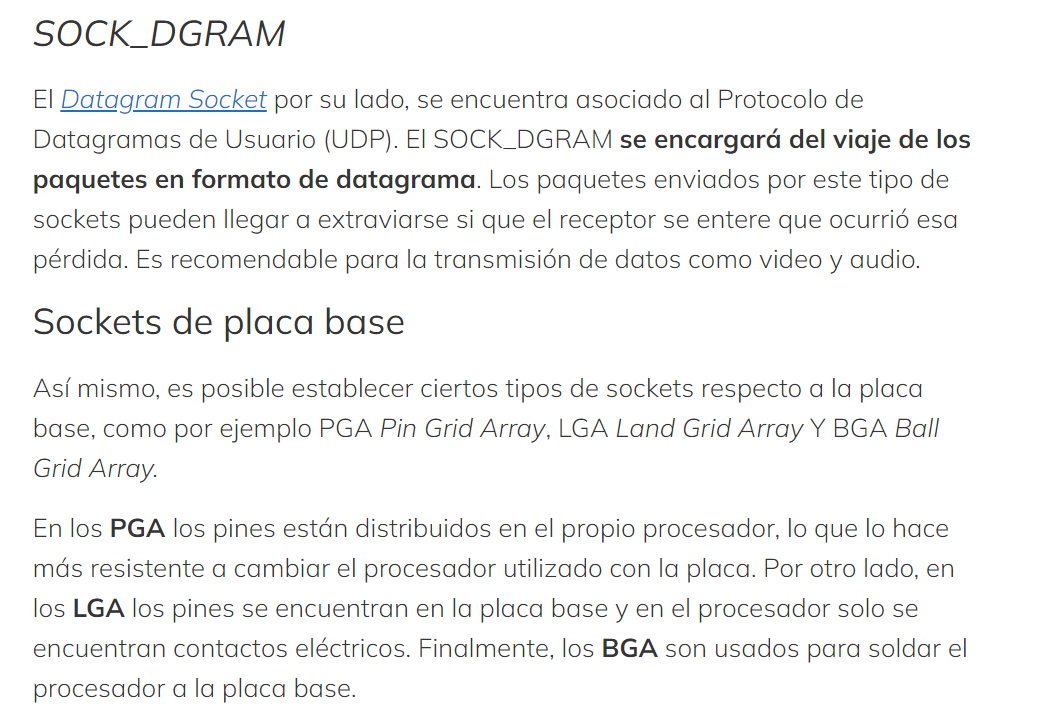 SOCK_DGRAM
El Datagram Socket por su lado, se encuentra asociado al Protocolo de
Datagramas de Usuario (UDP). El SOCK_DGRAM se encargará del viaje de los
paquetes en formato de datagrama. Los paquetes enviados por este tipo de
sockets pueden llegar a extraviarse si que el receptor se entere que ocurrió esa
pérdida. Es recomendable para la transmisión de datos como video y audio.
Sockets de placa base
Así mismo, es posible establecer ciertos tipos de sockets respecto a la placa
base, como por ejemplo PGA Pin Grid Array, LGA Land Grid Array Y BGA Ball
Grid Array.
En los PGA los pines están distribuidos en el propio procesador, lo que lo hace
más resistente a cambiar el procesador utilizado con la placa. Por otro lado, en
los LGA los pines se encuentran en la placa base y en el procesador solo se
encuentran contactos eléctricos. Finalmente, los BGA son usados para soldar el
procesador a la placa base.